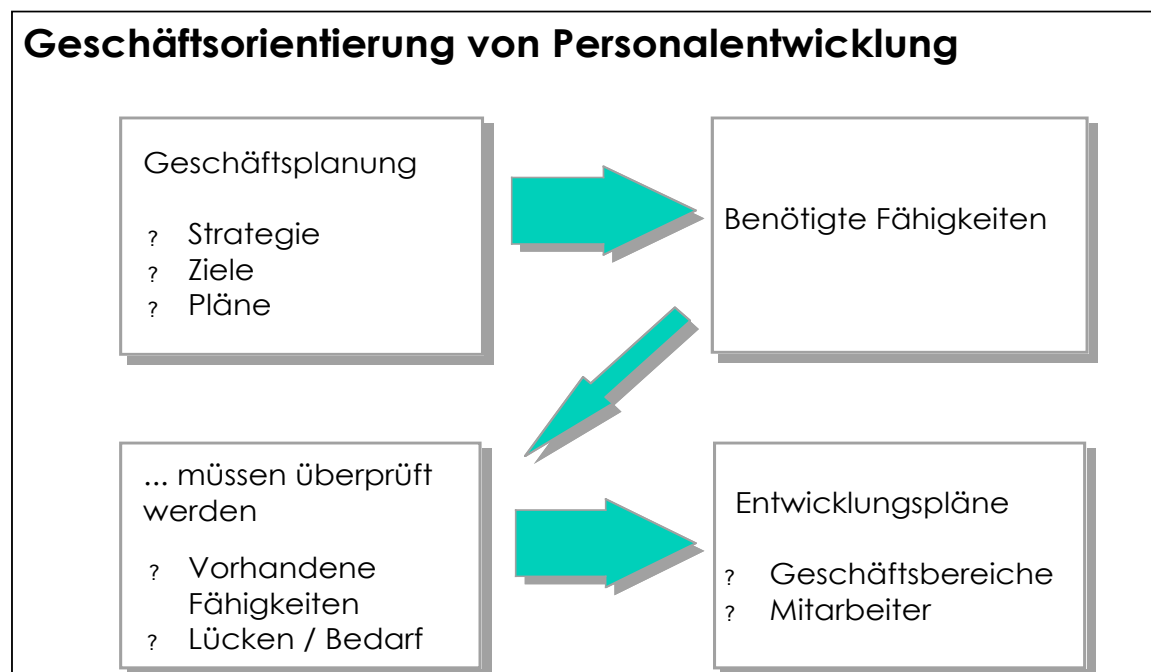 Geschäftsorientierung von Personalentwicklung
Geschäftsplanung
? Strategie
? Ziele
? Pläne
Benötigte Fähigkeiten
... müssen überprüft
werden
? Vorhandene
Fähigkeiten
? Lücken / Bedarf
Entwicklungspläne
? Geschäftsbereiche
? Mitarbeiter